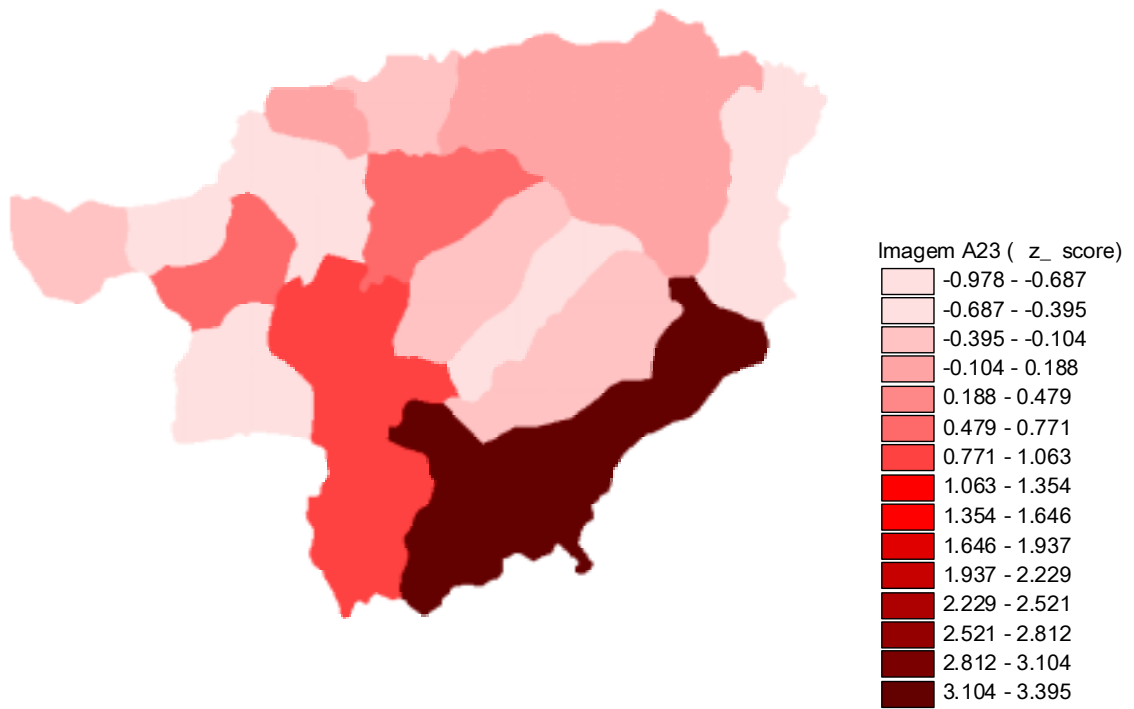 Imagem A23 ( z_ score)
-0.978 - -0.687
-0.687 - -0.395
-0.395 - -0.104
-0.104 - 0.188
0.188 - 0.479
0.479 - 0.771
0.771 - 1.063
1.063 - 1.354
1.354 - 1.646
1.646 - 1.937
1.937 - 2.229
2.229 - 2.521
2.521 - 2.812
2.812 - 3.104
3.104 - 3.395